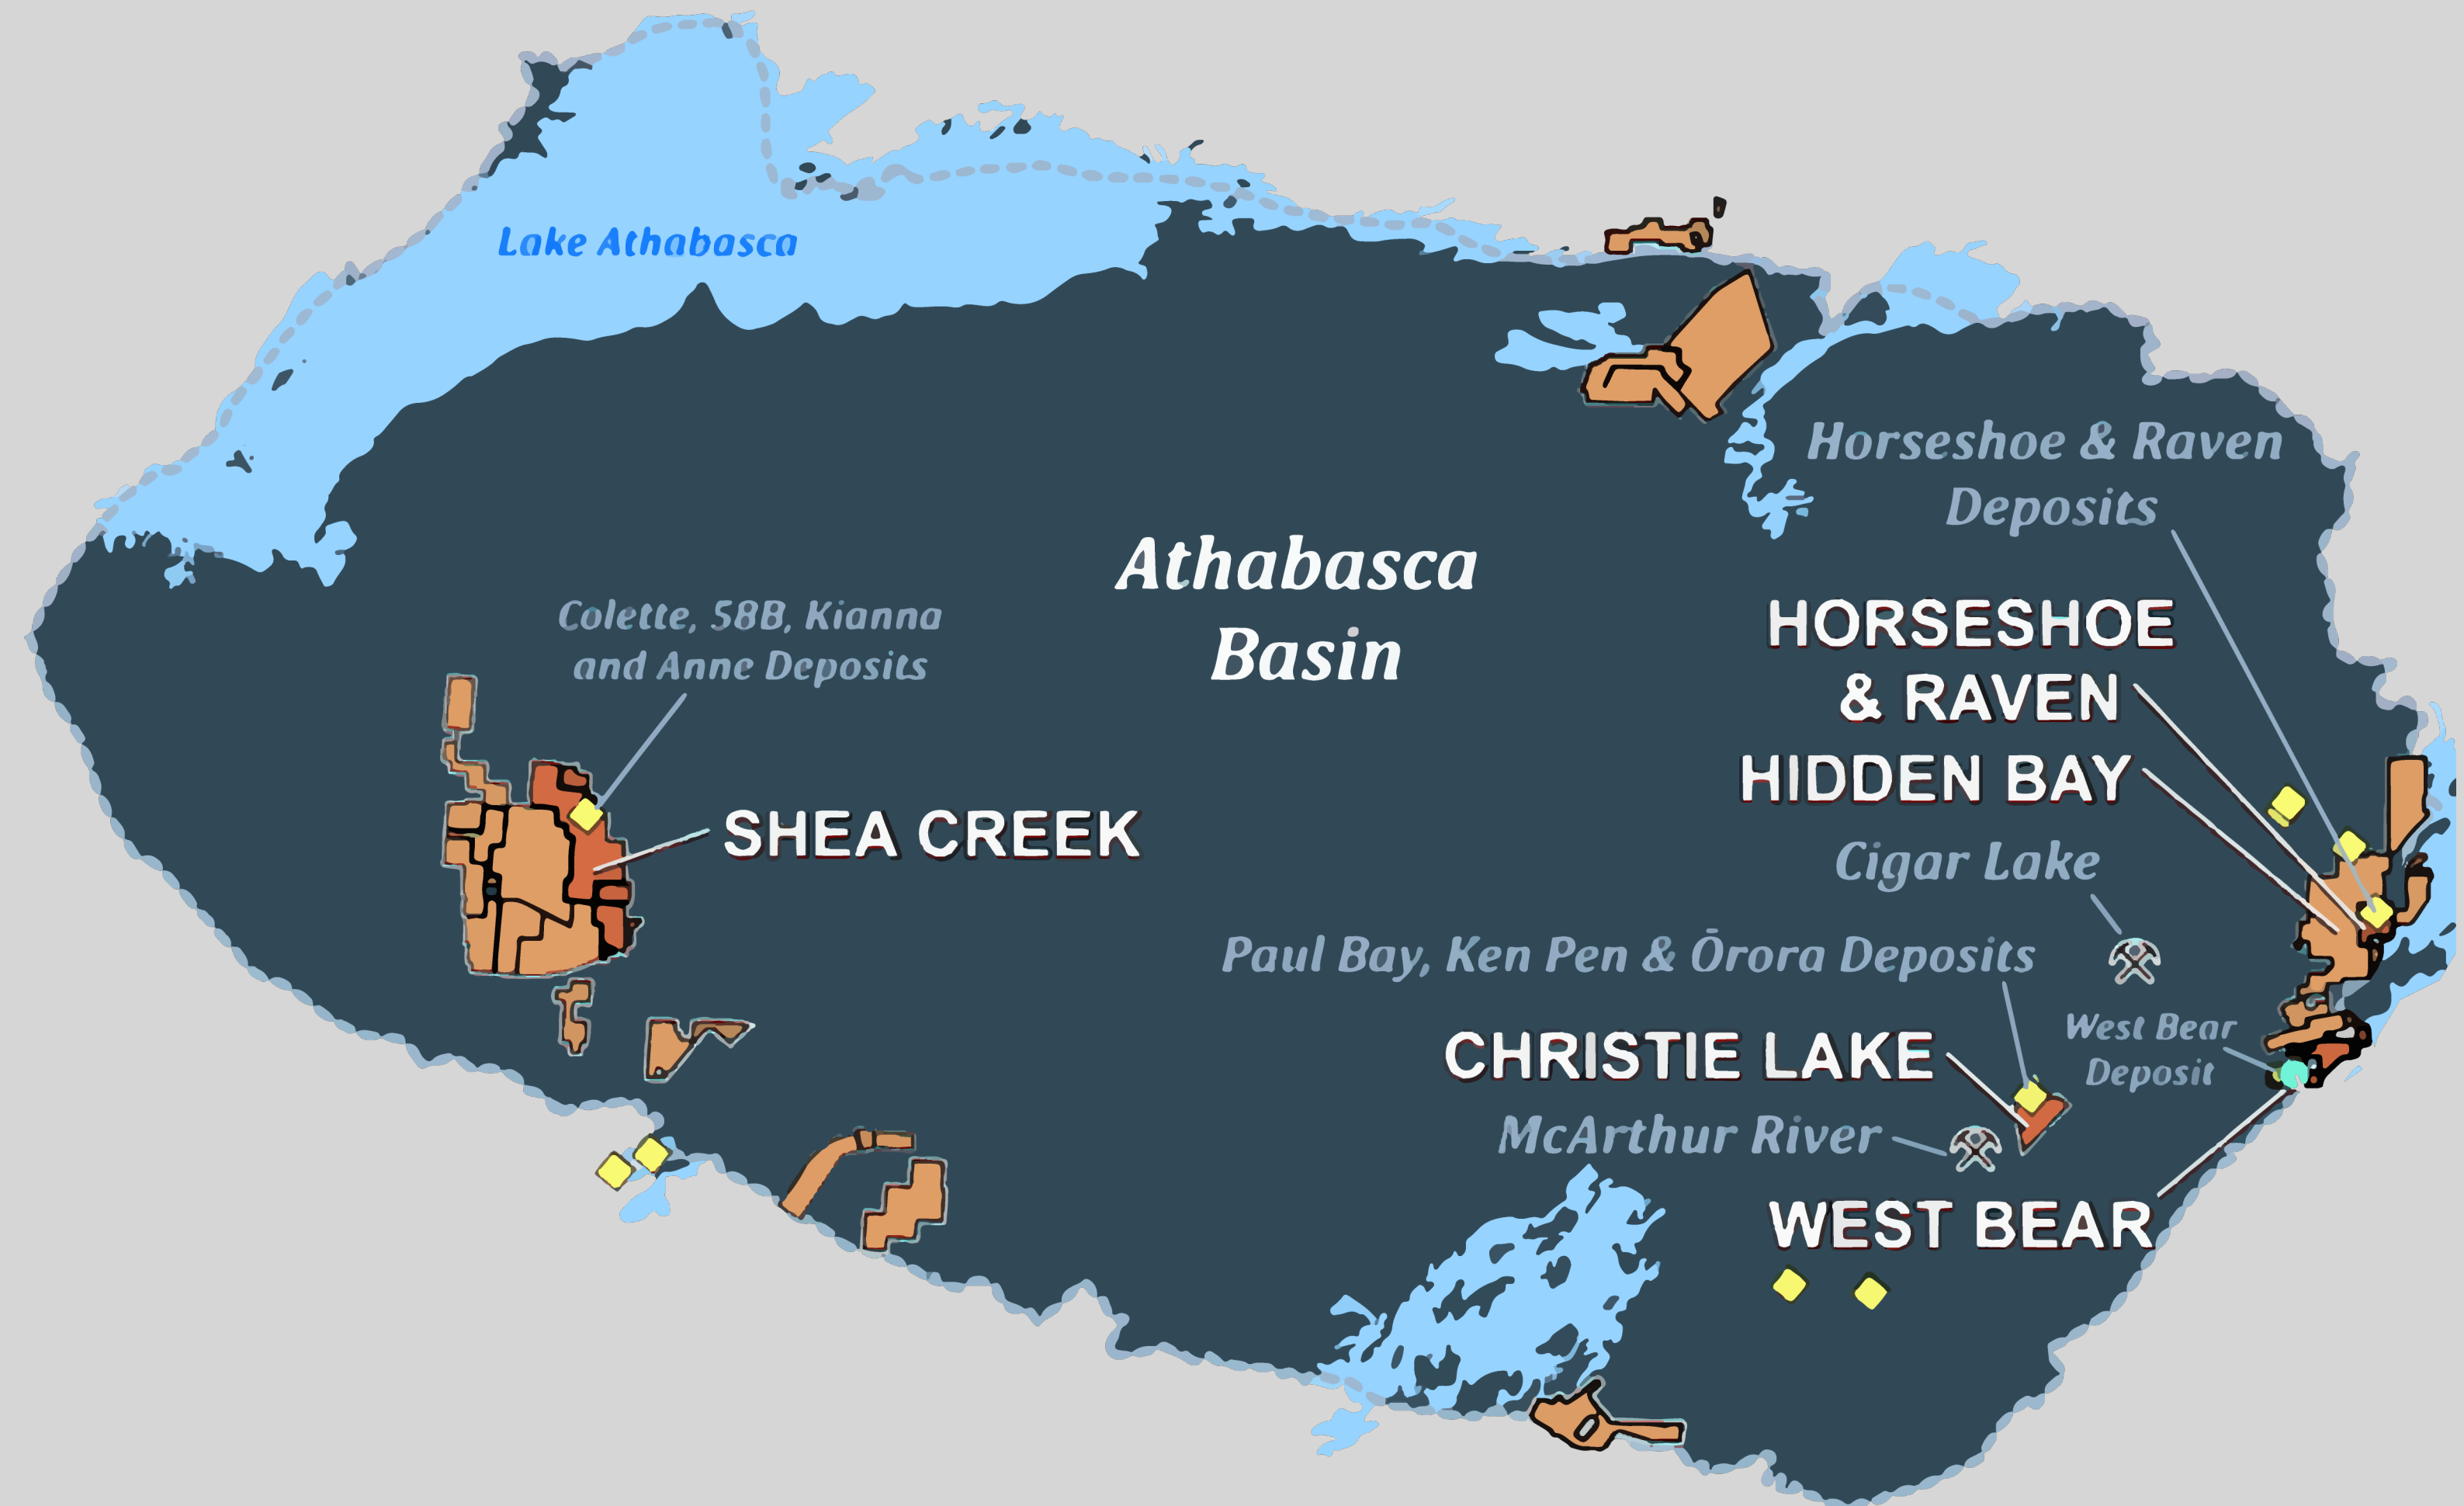 Lake Athabasca
Horseshoe & Raven
Deposits
Athabasca
Basin
Colette, 58B, Kianna
and Anne Deposits
HORSESHOE
& RAVEN
HIDDEN BAY
SHEA CREEK
Cigar Lake
Paul Bay, Ken Pen & Ōrora Deposits
West Bear
Deposit
CHRISTIE LAKE
McArthur River
WEST BEAR